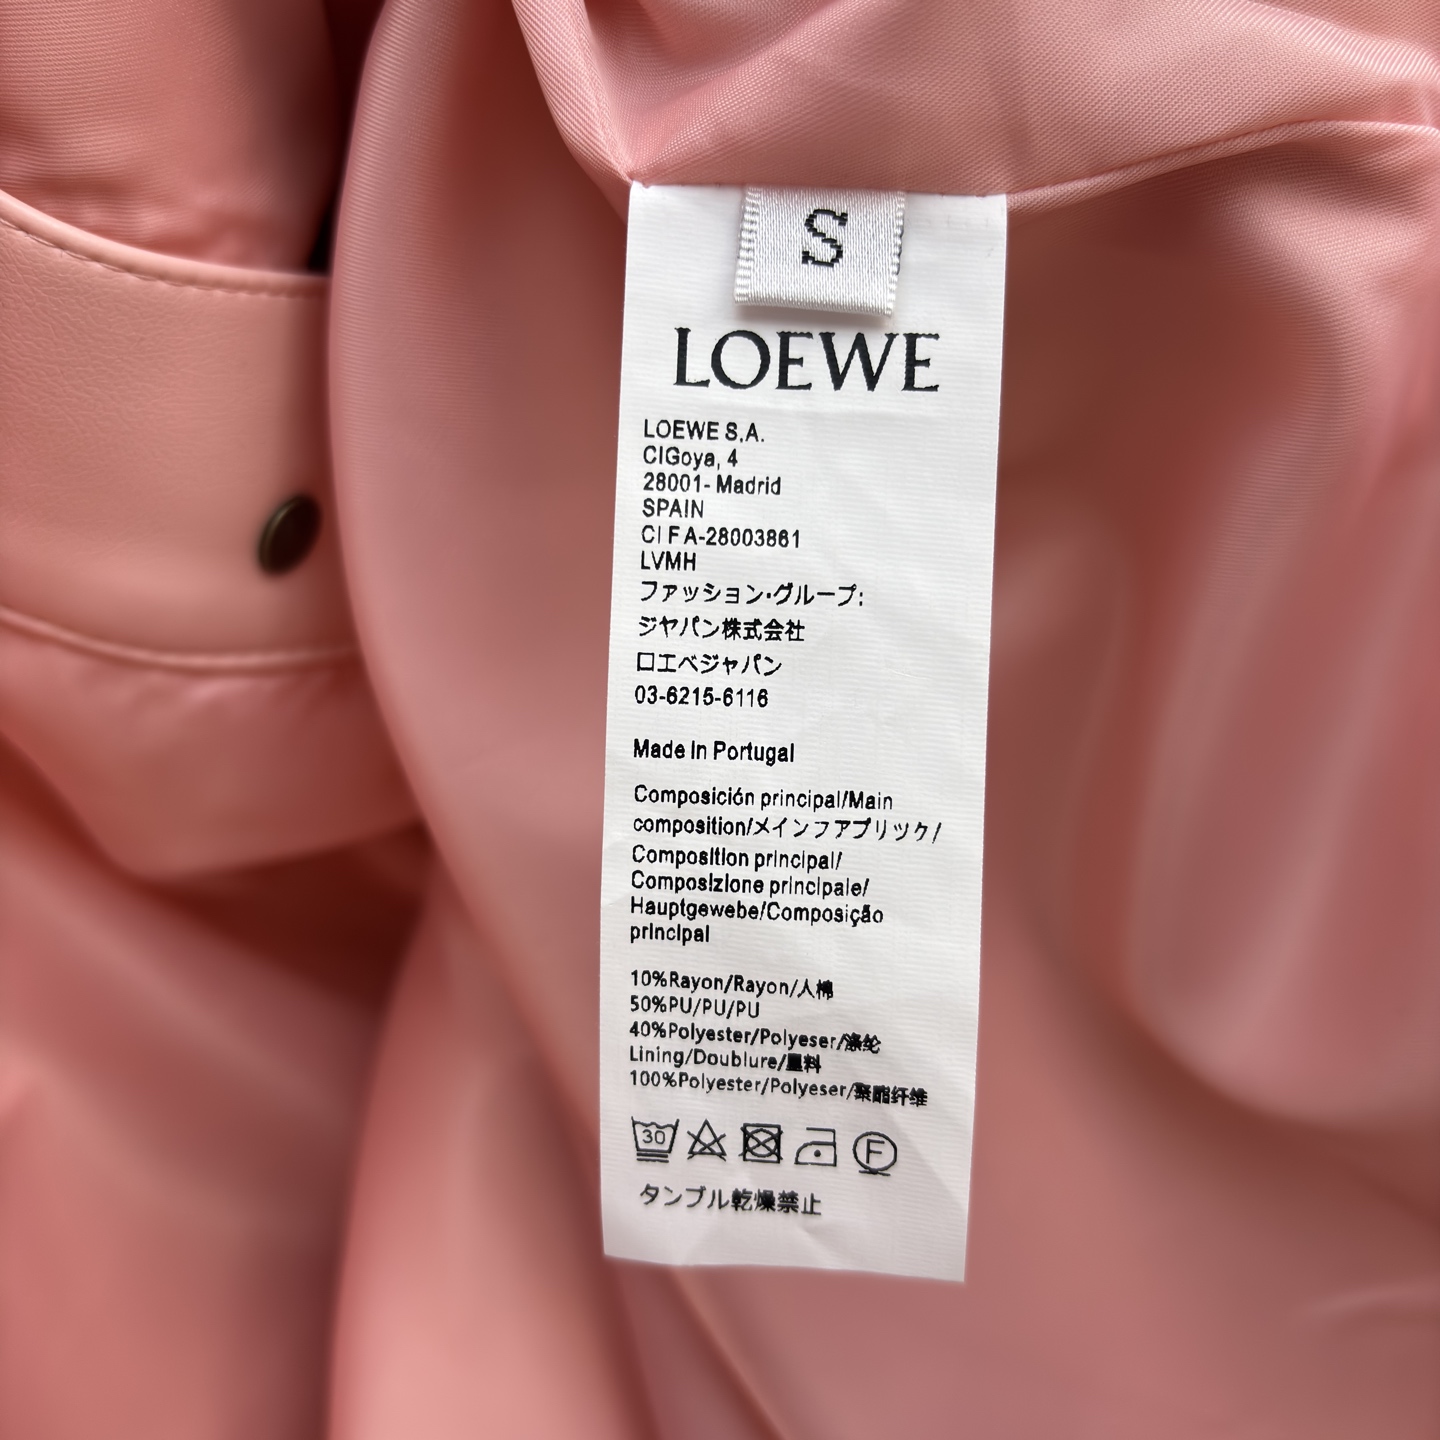 S
LOEWE
LOEWE S.A.
C/Goya, 4
28001- Madrid
SPAIN
CI F A-28003861
LVMH
ファッション·グループ:
ジヤパン株式会社
口エベジャパン
03-6215-6116
Made in Portugal
Composición principal/Main
composition/メインファブリック/
Composition principal/
Composizione principale/
Hauptgewebe/Composição
principal
10%Rayon/Rayon/人棉
50%PU/PU/PU
40%Polyester/Polyeser/涤纶
Lining/Doublure/里料
100%Polyester/Polyeser/聚酯纤维
30
F
タンブル乾燥禁止